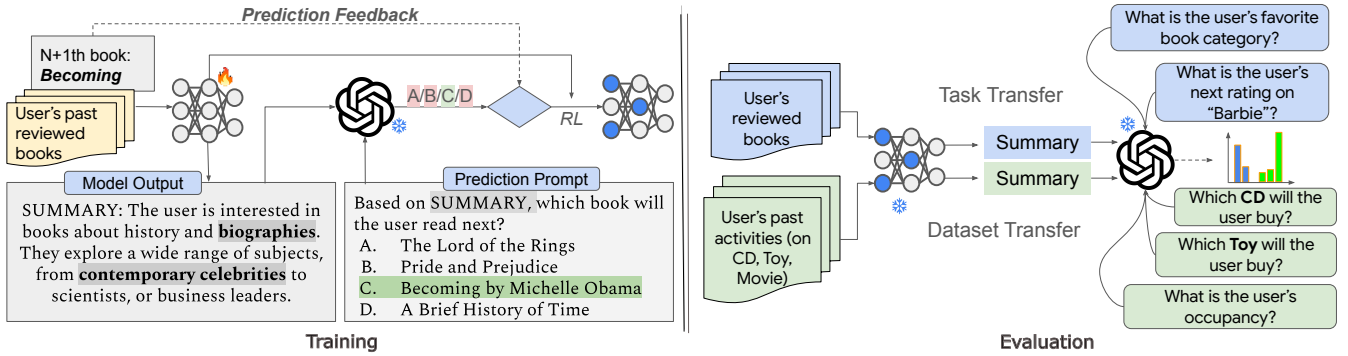 Prediction Feedback
N+1th book:
Becoming
User's past
reviewed
books
A/B/C/D
RL
Model Output
SUMMARY: The user is interested in
books about history and biographies.
They explore a wide range of subjects,
from contemporary celebrities to
scientists, or business leaders.
Prediction Prompt
Based on SUMMARY, which book will
the user read next?
A. The Lord of the Rings
B. Pride and Prejudice
C. Becoming by Michelle Obama
D. A Brief History of Time
Training
User's
reviewed
books
User's past
activities (on
CD, Toy,
Movie)
Task Transfer
Summary
Summary
Dataset Transfer
What is the user's favorite
book category?
What is the user's
next rating on
"Barbie"?
Which CD will the
user buy?
Which Toy will the
user buy?
What is the user's
occupancy?
Evaluation